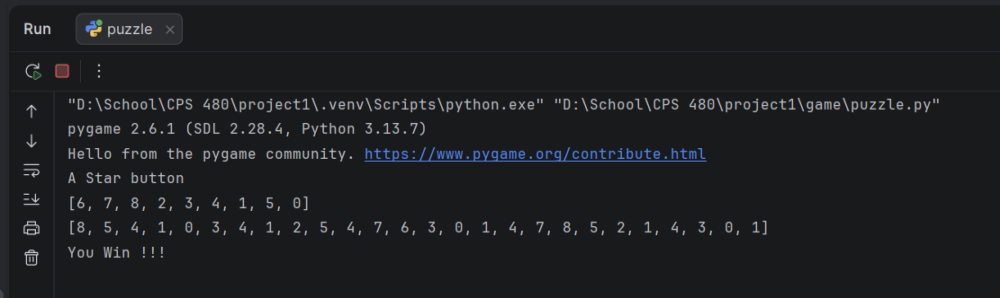 Run puzzle
"D:\School\CPS 480\project1\.venv\Scripts\python.exe" "D:\School\CPS 480\project1\game\puzzle.py"
pygame 2.6.1 (SDL 2.28.4, Python 3.13.7)
Hello from the pygame community. https://www.pygame.org/contribute.html
A Star button
[6, 7, 8, 2, 3, 4, 1, 5, 0]
[8, 5, 4, 1, 0, 3, 4, 1, 2, 5, 4, 7, 6, 3, 0, 1, 4, 7, 8, 5, 2, 1, 4, 3, 0, 1]
You Win !!!